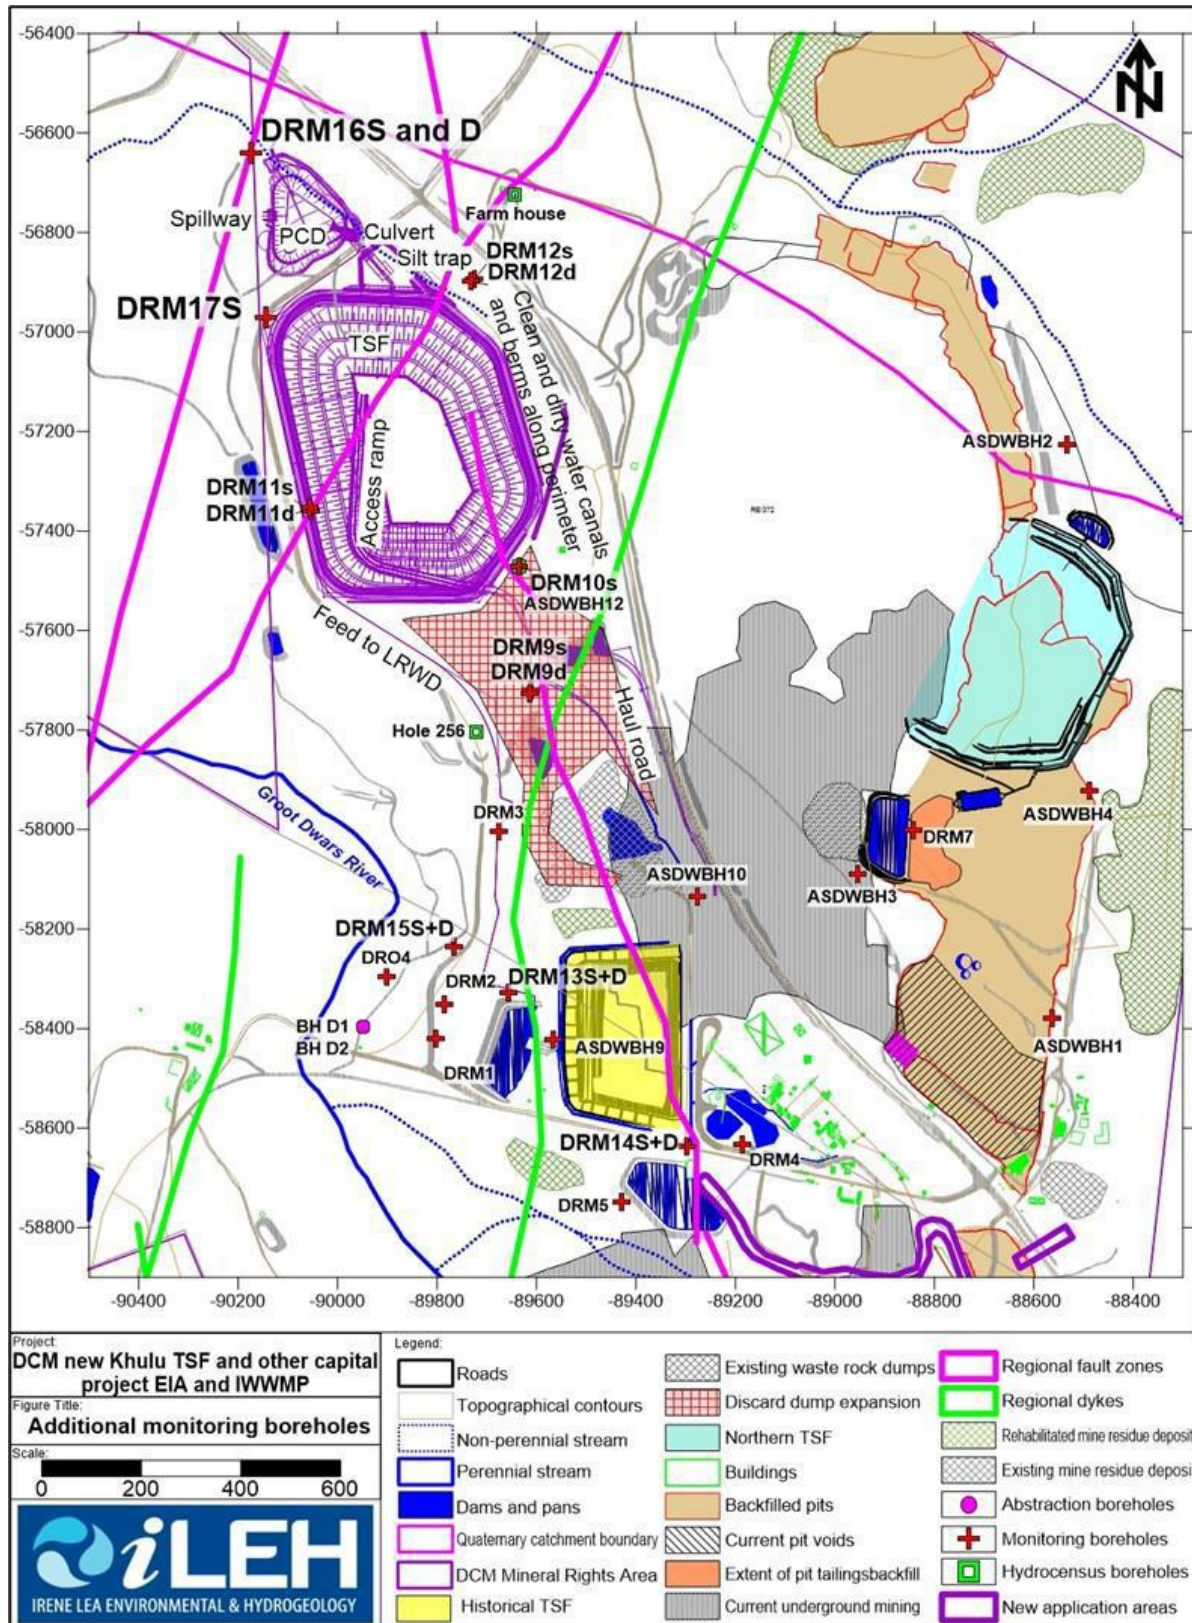 -56400
-56600
-56800
-57000
-57200
-57400
-57600
-57800
-58000
-58200
-58400
-58600
-58800
-90400
-90200
-90000
-89800
-89600
-89400
-89200
-89000
-88800
-88600
-88400
N
DRM16S and D
Spillway
PCD
Culvert
Silt trap
Farm house
DRM12s
DRM12d
DRM17S
TSF
Access ramp
Clean and dirty water canals
and berms along perimeter
ASDWBH2
DRM11s
DRM11d
DRM10s
ASDWBH12
Feed to LRWD
DRM9s
DRM9d
Haul road
Hole 256
Groot Dwars River
DRM3
ASDWBH4
DRM7
ASDWBH3
ASDWBH10
DRM15S+D
DRO4
DRM2
DRM13S+D
BH D1
BH D2
DRM1
ASDWBH9
ASDWBH1
DRM14S+D
DRM4
DRM5
Project:
DCM new Khulu TSF and other capital
project EIA and IWWMP
Figure Title:
Additional monitoring boreholes
Scale:
0 200 400 600
iLEH
IRENE LEA ENVIRONMENTAL & HYDROGEOLOGY
Legend:
Roads
Topographical contours
Non-perennial stream
Perennial stream
Dams and pans
Quaternary catchment boundary
DCM Mineral Rights Area
Historical TSF
Existing waste rock dumps
Discard dump expansion
Northern TSF
Buildings
Backfilled pits
Current pit voids
Extent of pit tailingsbackfill
Current underground mining
Regional fault zones
Regional dykes
Rehabilitated mine residue deposit
Existing mine residue deposit
Abstraction boreholes
Monitoring boreholes
Hydrocensus boreholes
New application areas